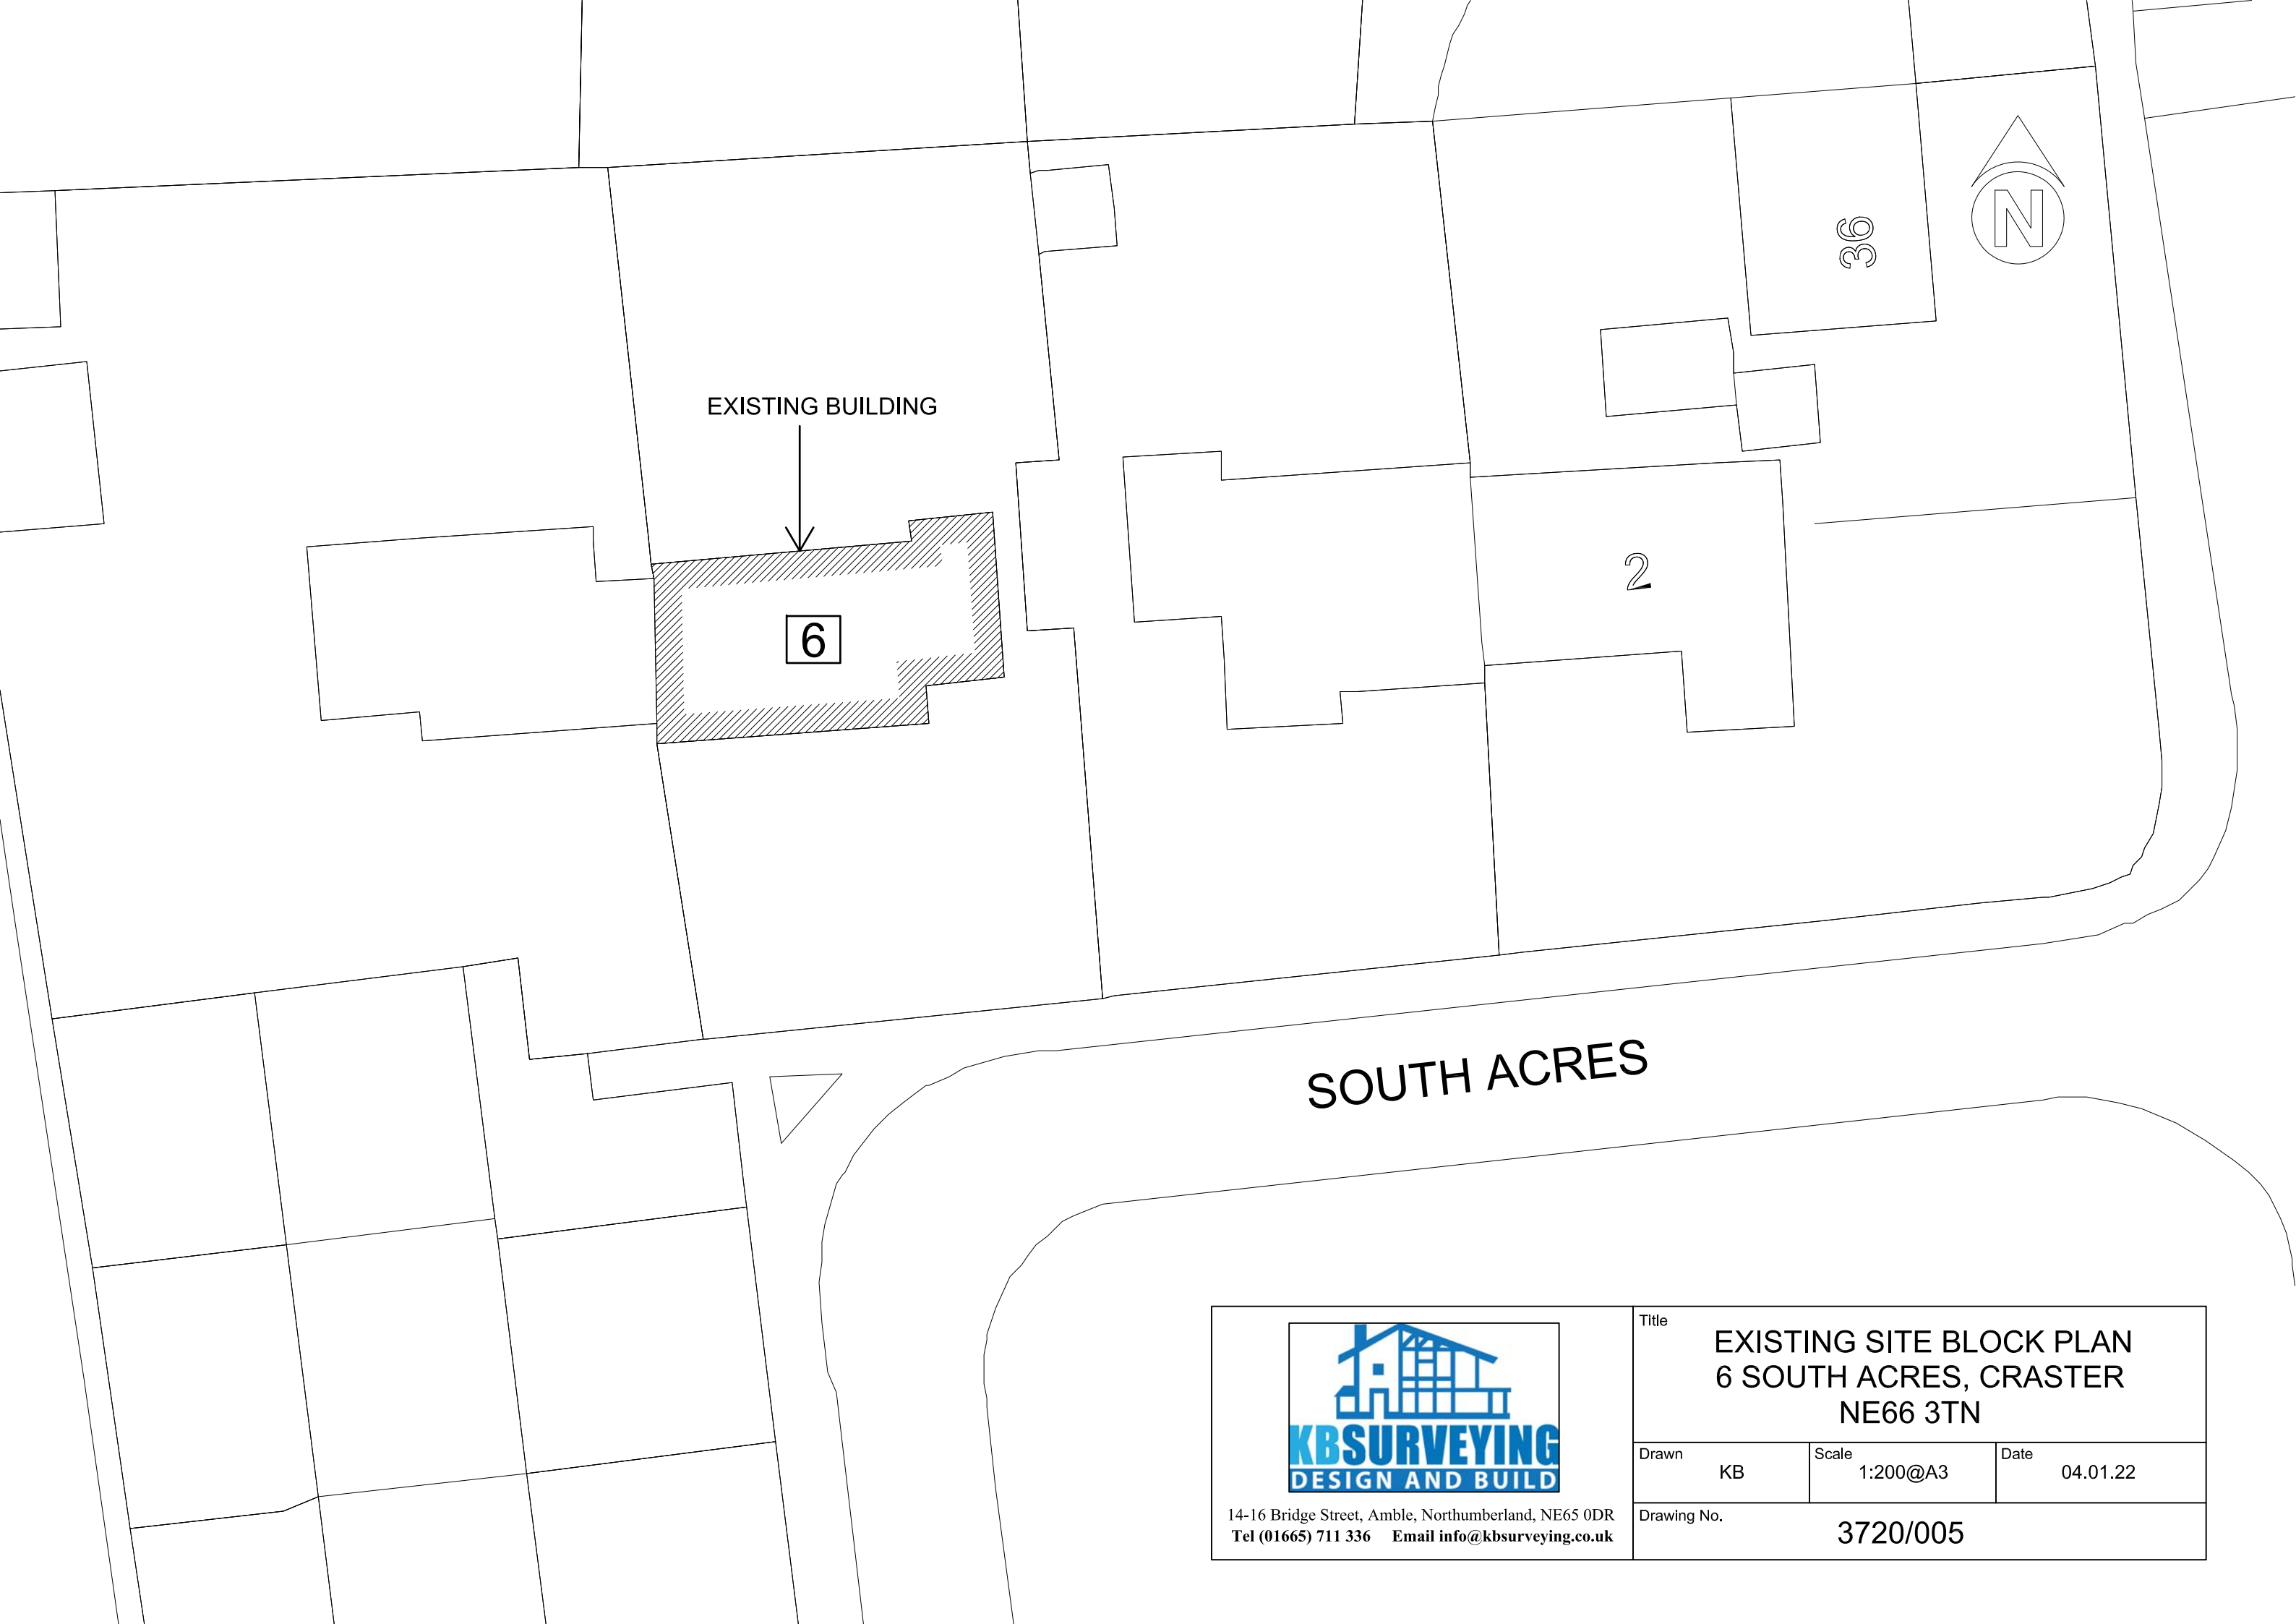 36
N
EXISTING BUILDING
2
6
SOUTH ACRES
KBSURVEYING
DESIGN AND BUILD
14-16 Bridge Street, Amble, Northumberland, NE65 0DR
Tel (01665) 711 336 Email info@kbsurveying.co.uk
Title
EXISTING SITE BLOCK PLAN
6 SOUTH ACRES, CRASTER
NE66 3TN
Drawn
KB
Scale
1:200@A3
Date
04.01.22
Drawing No.
3720/005